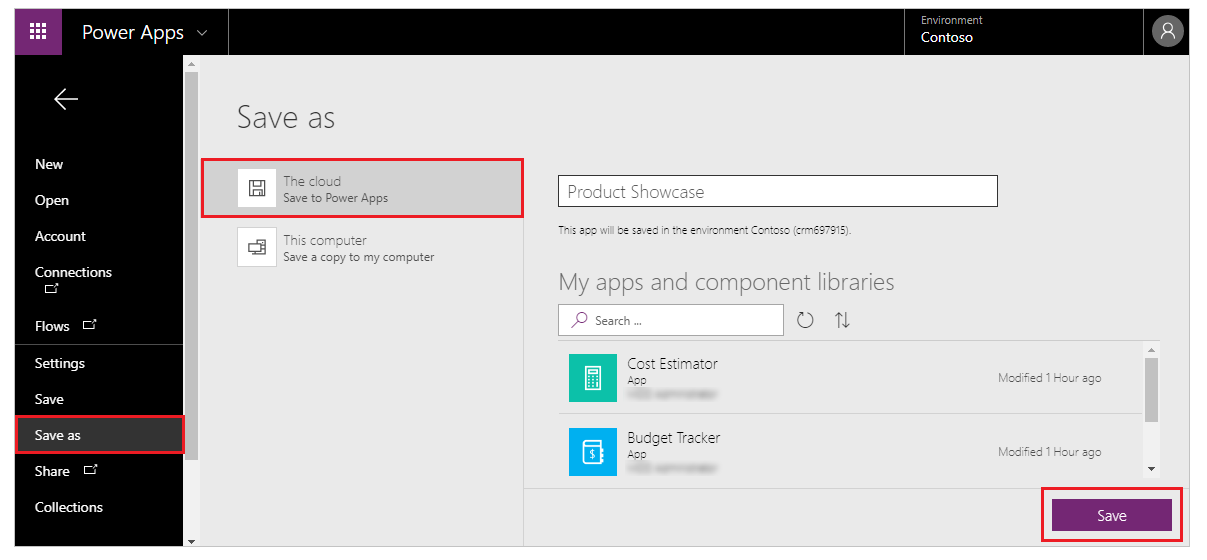 Power Apps
Environment
Contoso
New
Open
Account
Connections
Flows
Settings
Save
Save as
Share
Collections
Save as
The cloud
Save to Power Apps
This computer
Save a copy to my computer
Product Showcase
This app will be saved in the environment Contoso (crm697915).
My apps and component libraries
Search ...
Cost Estimator
App
Modified 1 Hour ago
Budget Tracker
App
Modified 1 Hour ago
Save